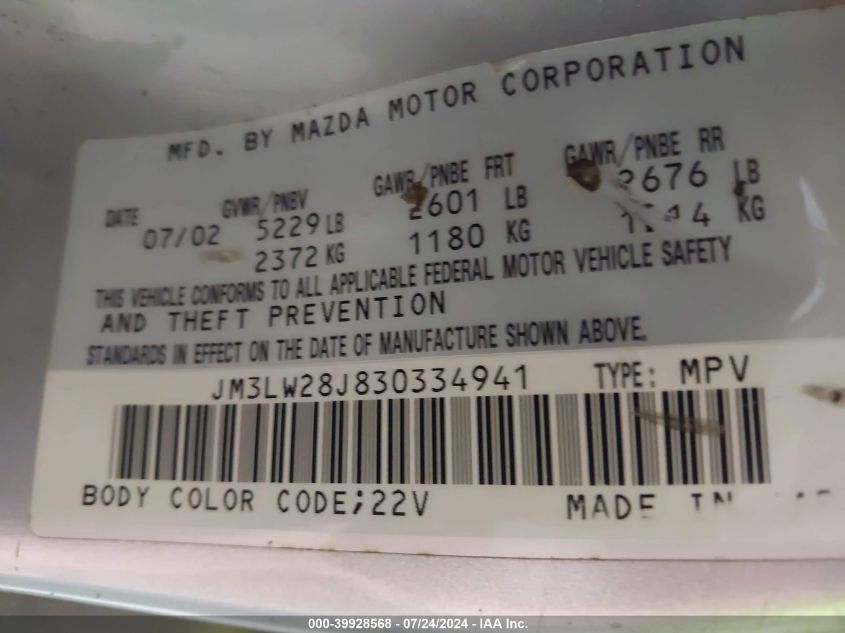 MFD. BY MAZDA MOTOR CORPORATION
DATE GVWR/PNBV GAWR/PNBE FRT GAWR/PNBE RR
07/02 5229 LB 2601 LB 2676 LB
2372 KG 1180 KG KG
THIS VEHICLE CONFORMS TO ALL APPLICABLE FEDERAL MOTOR VEHICLE SAFETY
AND THEFT PREVENTION
STANDARDS IN EFFECT ON THE DATE OF MANUFACTURE SHOWN ABOVE.
JM3LW28J830334941 TYPE: MPV
BODY COLOR CODE;22V MADE IN
000-39928568 - 07/24/2024 - IAA Inc.